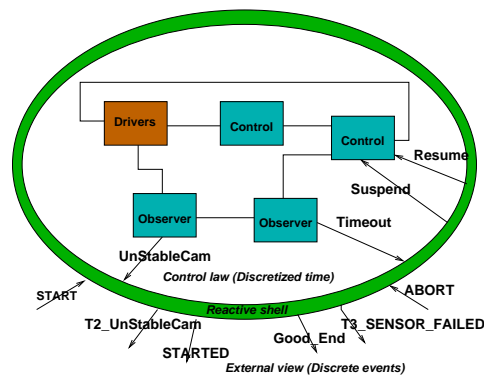 Drivers
Control
Control
Resume
Suspend
Observer
Observer
Timeout
UnStableCam
Control law (Discretized time)
START
ABORT
Reactive shell
T2_UnStableCam
T3_SENSOR_FAILED
Good_End
STARTED
External view (Discrete events)